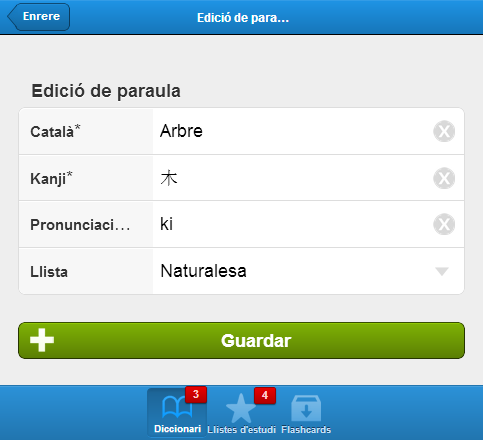 Enrere
Edició de para...
Edició de paraula
Català* Arbre
Kanji* 木
Pronunciaci... ki
Llista Naturalesa
Guardar
3 4
Diccionari Llistes d'estudi Flashcards